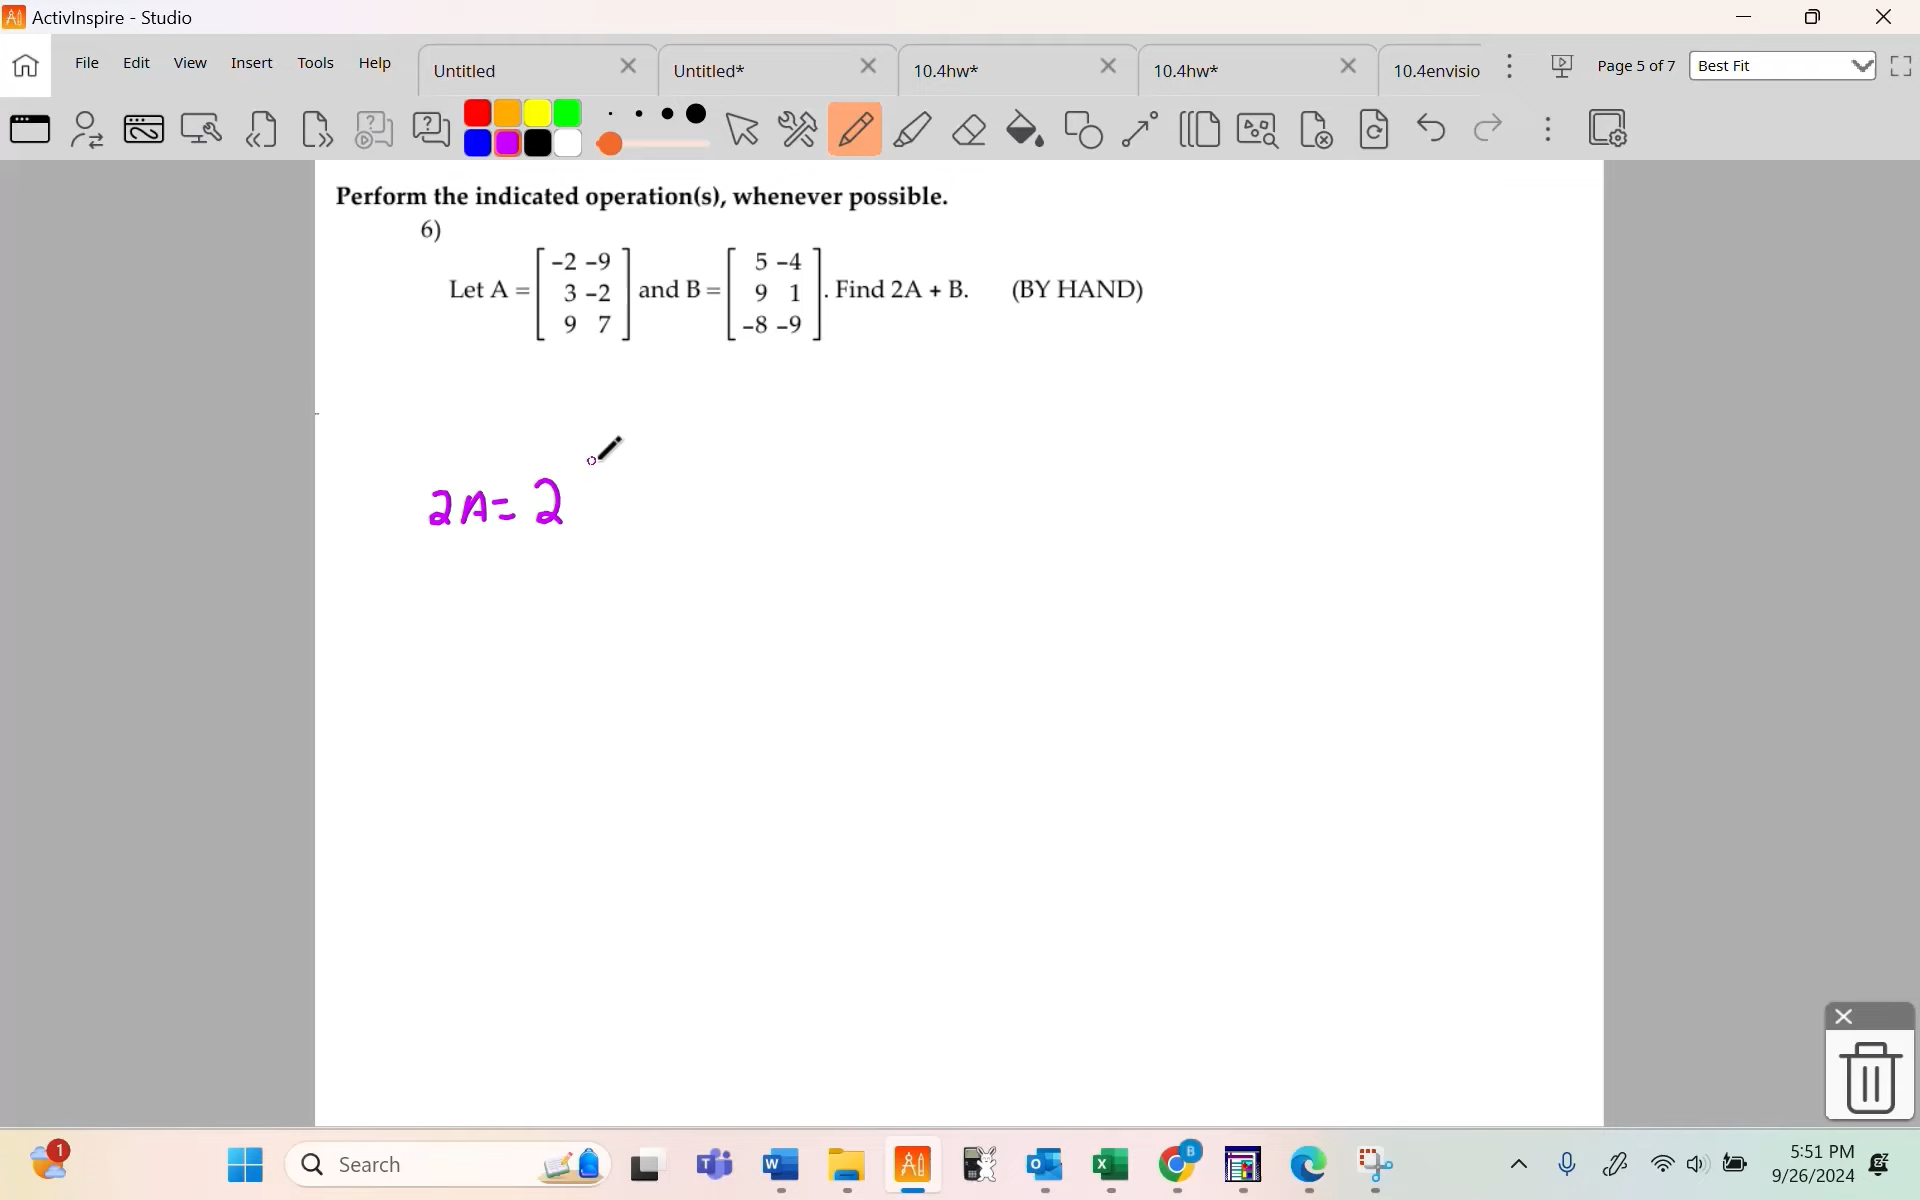 ActivInspire - Studio
File Edit View Insert Tools Help
Untitled
Untitled*
10.4hw*
10.4hw*
10.4envisio
Page 5 of 7
Best Fit
Perform the indicated operation(s), whenever possible.
6)
Let A = [ -2 -9 ] and B = [ 5 -4 ]. Find 2A + B. (BY HAND)
3 -2 9 1
9 7 -8 -9
2A= 2
1
Search
B
5:51 PM
9/26/2024